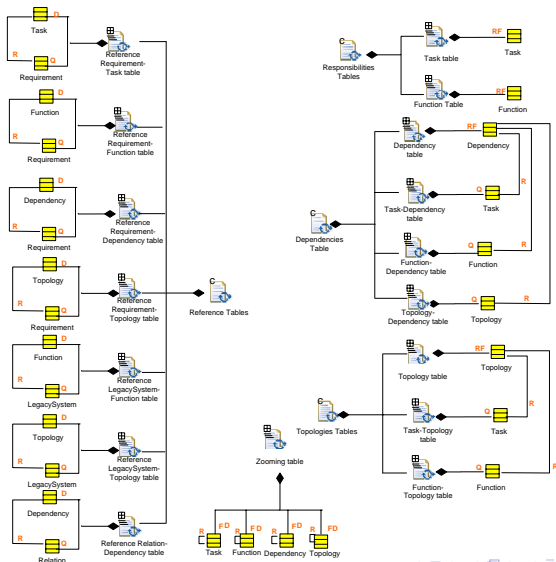 D
Task
R
Q
Requirement
Reference
Requirement-
Task table
D
Function
R
Q
Requirement
Reference
Requirement-
Function table
D
Dependency
R
Q
Requirement
Reference
Requirement-
Dependency table
D
Topology
R
Q
Requirement
Reference
Requirement-
Topology table
D
Function
R
Q
LegacySystem
Reference
LegacySystem-
Function table
D
Topology
R
Q
LegacySystem
Reference
LegacySystem-
Topology table
D
Dependency
R
Q
Relation
Reference Relation-
Dependency table
C
Reference Tables
C
Responsibilities
Tables
Task table
RF
Task
Function Table
RF
Function
C
Dependencies
Table
Dependency
table
RF
Dependency
R
Task-Dependency
table
Q
Task
R
Function-
Dependency table
Q
Function
R
Topology-
Dependency table
Q
Topology
R
C
Topologies Tables
Topology table
RF
Topology
R
Task-Topology
table
Q
Task
Function-
Topology table
Q
Function
R
Zooming table
R
F D
Task
R
F D
Function
R
F D
Dependency
R
F D
Topology